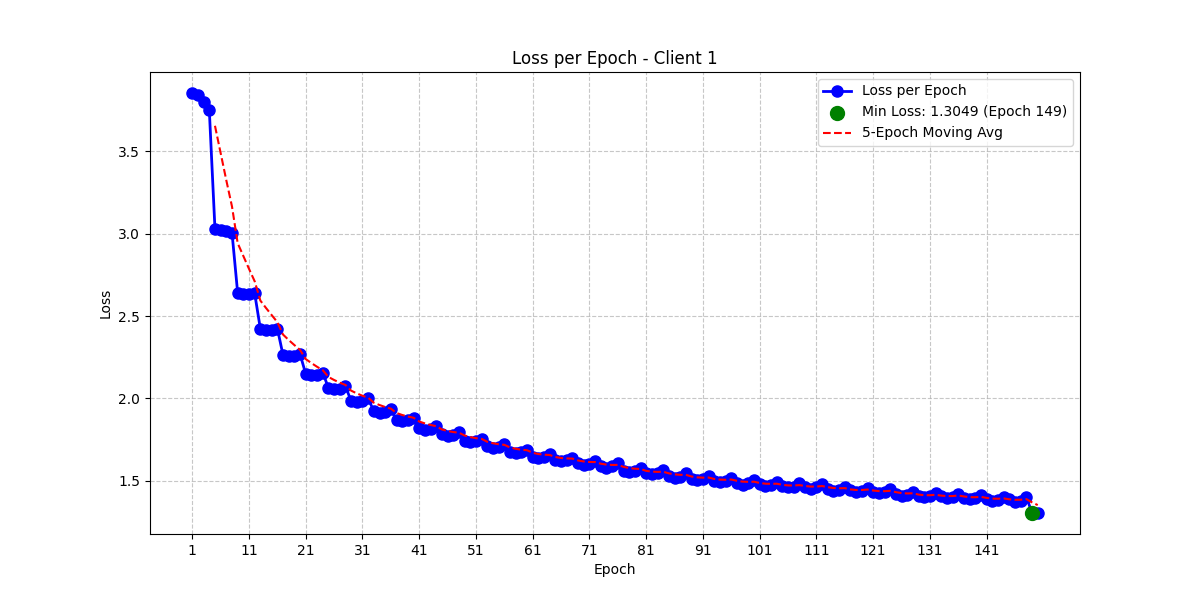 Loss per Epoch - Client 1
Loss per Epoch
Min Loss: 1.3049 (Epoch 149)
5-Epoch Moving Avg
3.5
3.0
2.5
2.0
1.5
Loss
1 11 21 31 41 51 61 71 81 91 101 111 121 131 141
Epoch